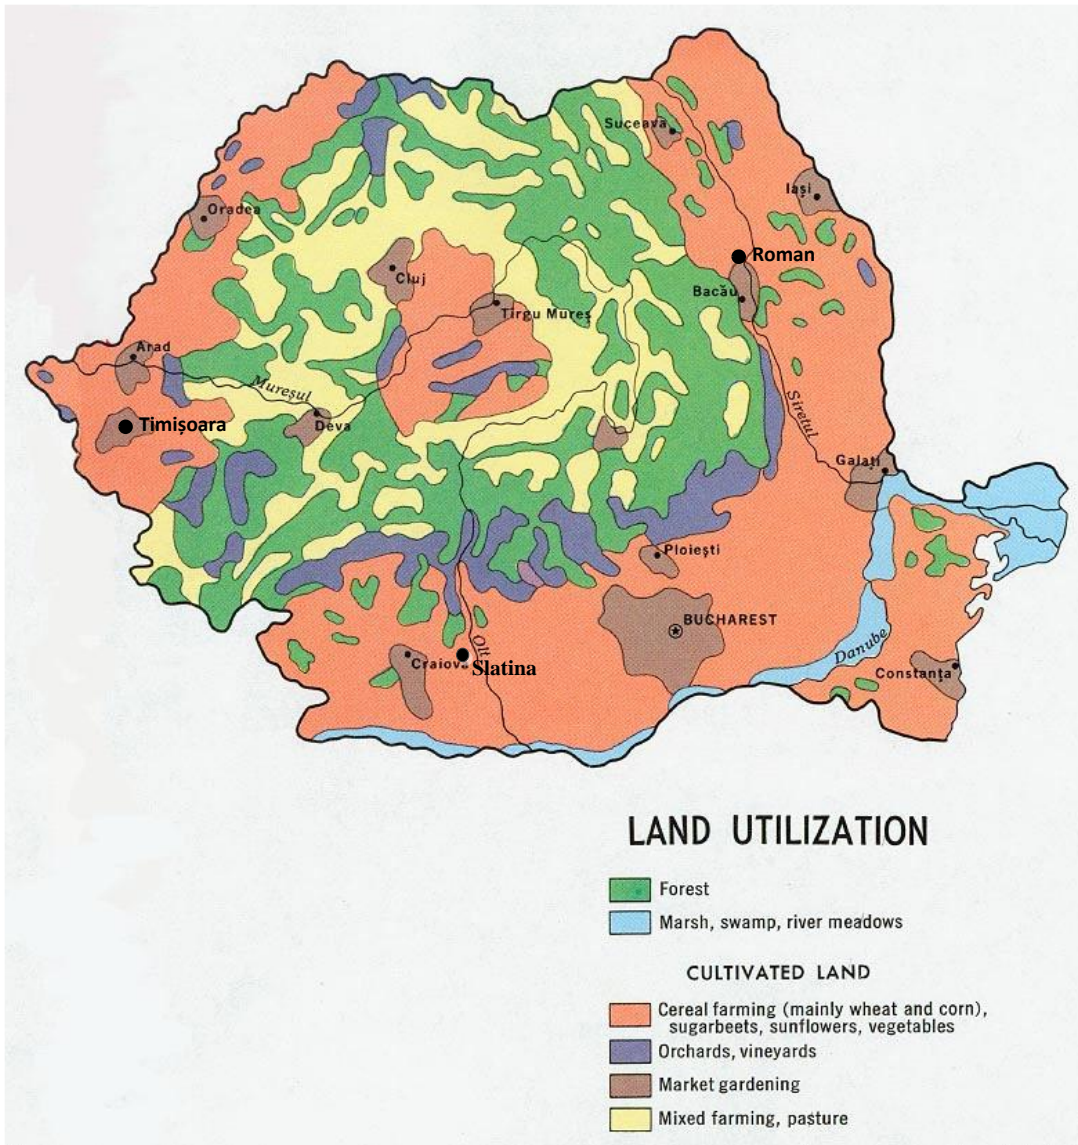 Suceava
Iași
Oradea
Roman
Cluj
Bacău
Tîrgu Mureș
Arad
Mureșul
Siretul
Timișoara
Deva
Galați
Ploiești
BUCHAREST
Olt
Danube
Craiova
Slatina
Constanța
LAND UTILIZATION
Forest
Marsh, swamp, river meadows
CULTIVATED LAND
Cereal farming (mainly wheat and corn),
sugarbeets, sunflowers, vegetables
Orchards, vineyards
Market gardening
Mixed farming, pasture